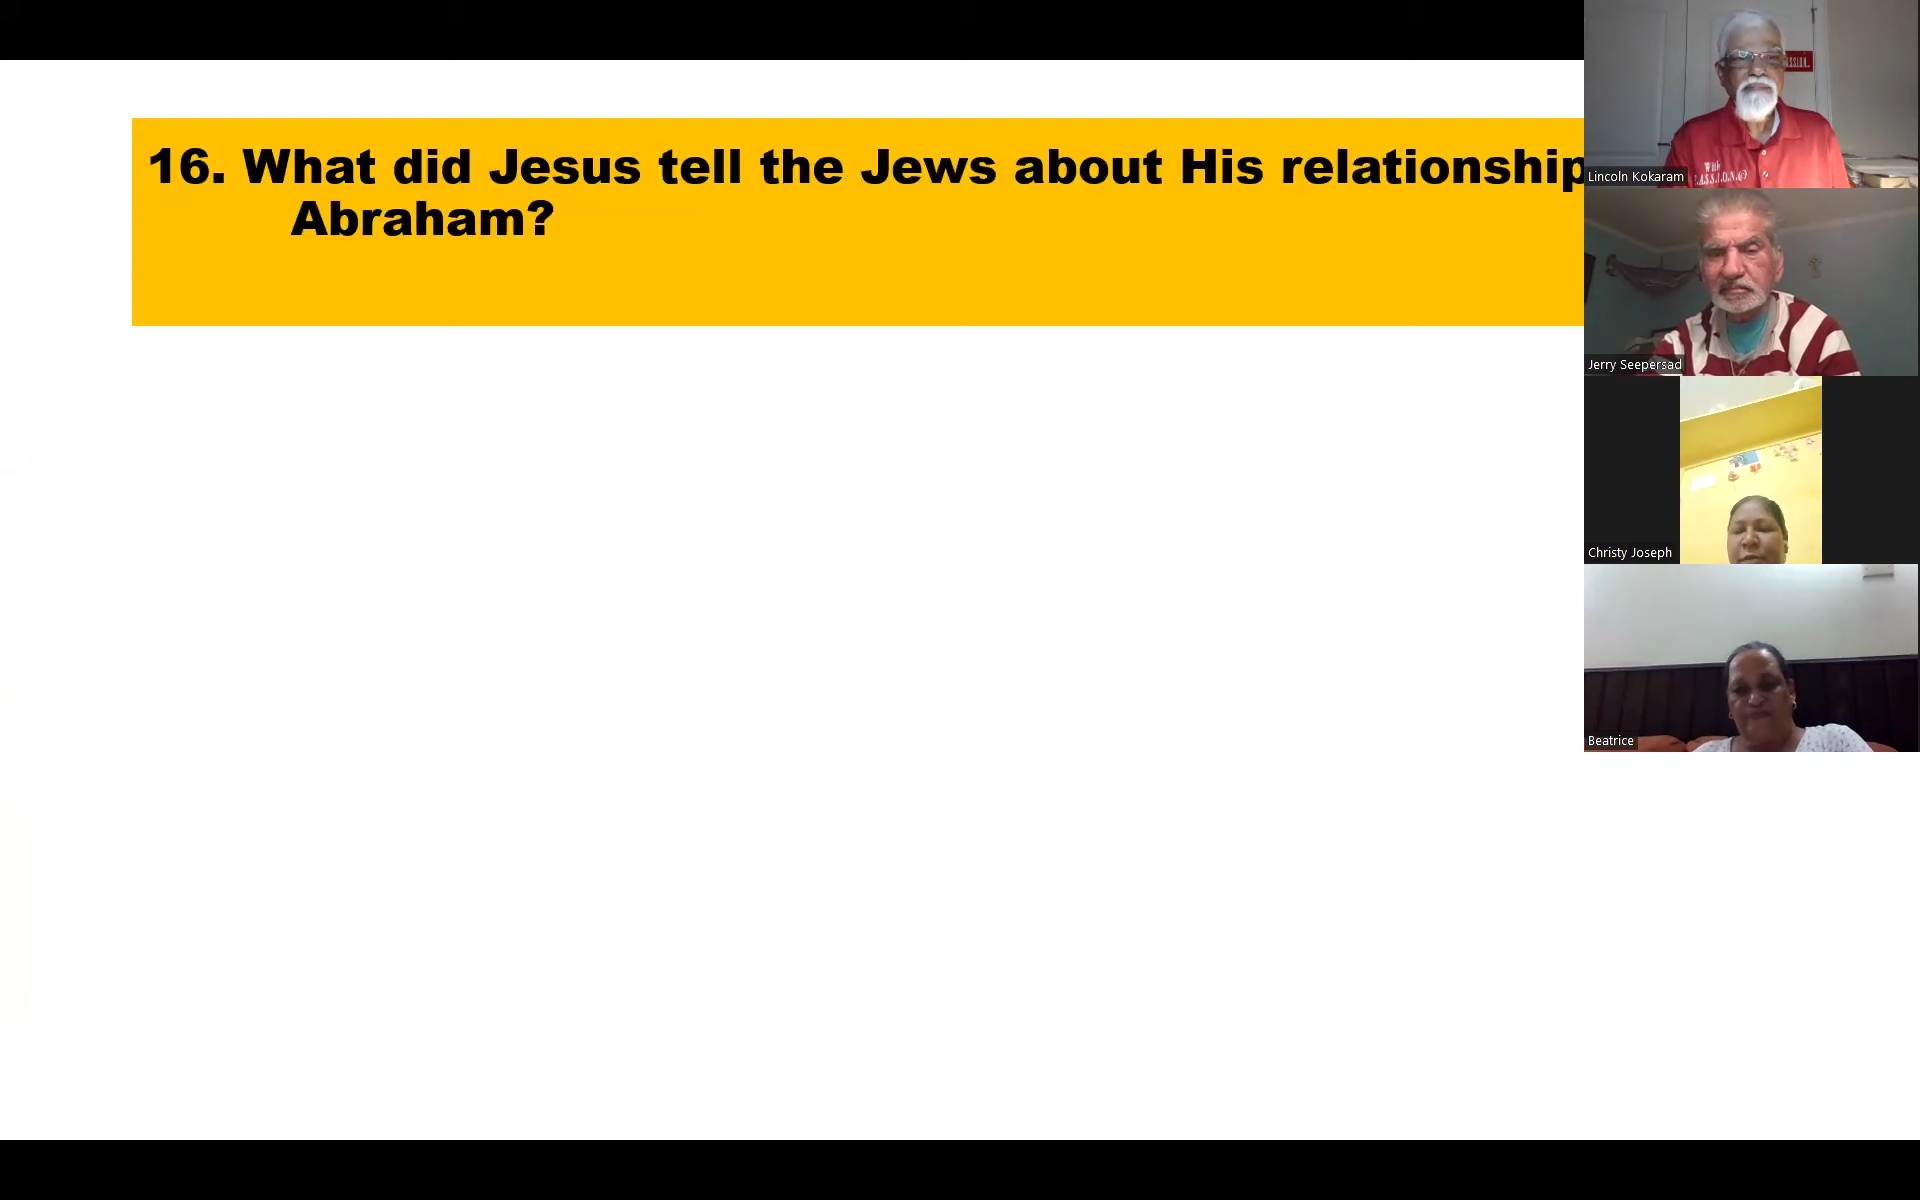 16. What did Jesus tell the Jews about His relationship
Abraham?
Lincoln Kokaram
Jerry Seepersad
Christy Joseph
Beatrice